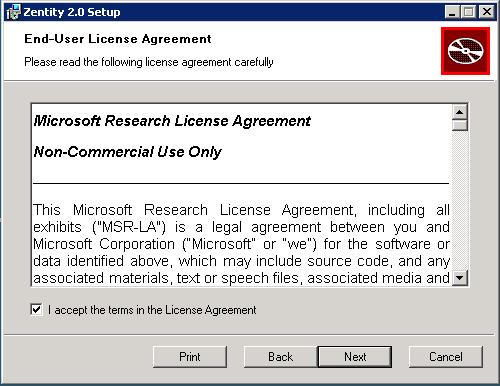 Zentity 2.0 Setup
End-User License Agreement
Please read the following license agreement carefully
Microsoft Research License Agreement
Non-Commercial Use Only
This Microsoft Research License Agreement, including all
exhibits ("MSR-LA") is a legal agreement between you and
Microsoft Corporation ("Microsoft" or "we") for the software or
data identified above, which may include source code, and any
associated materials, text or speech files, associated media and
I accept the terms in the License Agreement
Print
Back
Next
Cancel